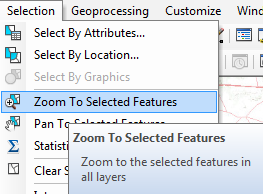 Selection Geoprocessing Customize
Select By Attributes...
Select By Location...
Select By Graphics
Zoom To Selected Features
Pan To Selected Features
Zoom To Selected Features
Zoom to the selected features in
all layers